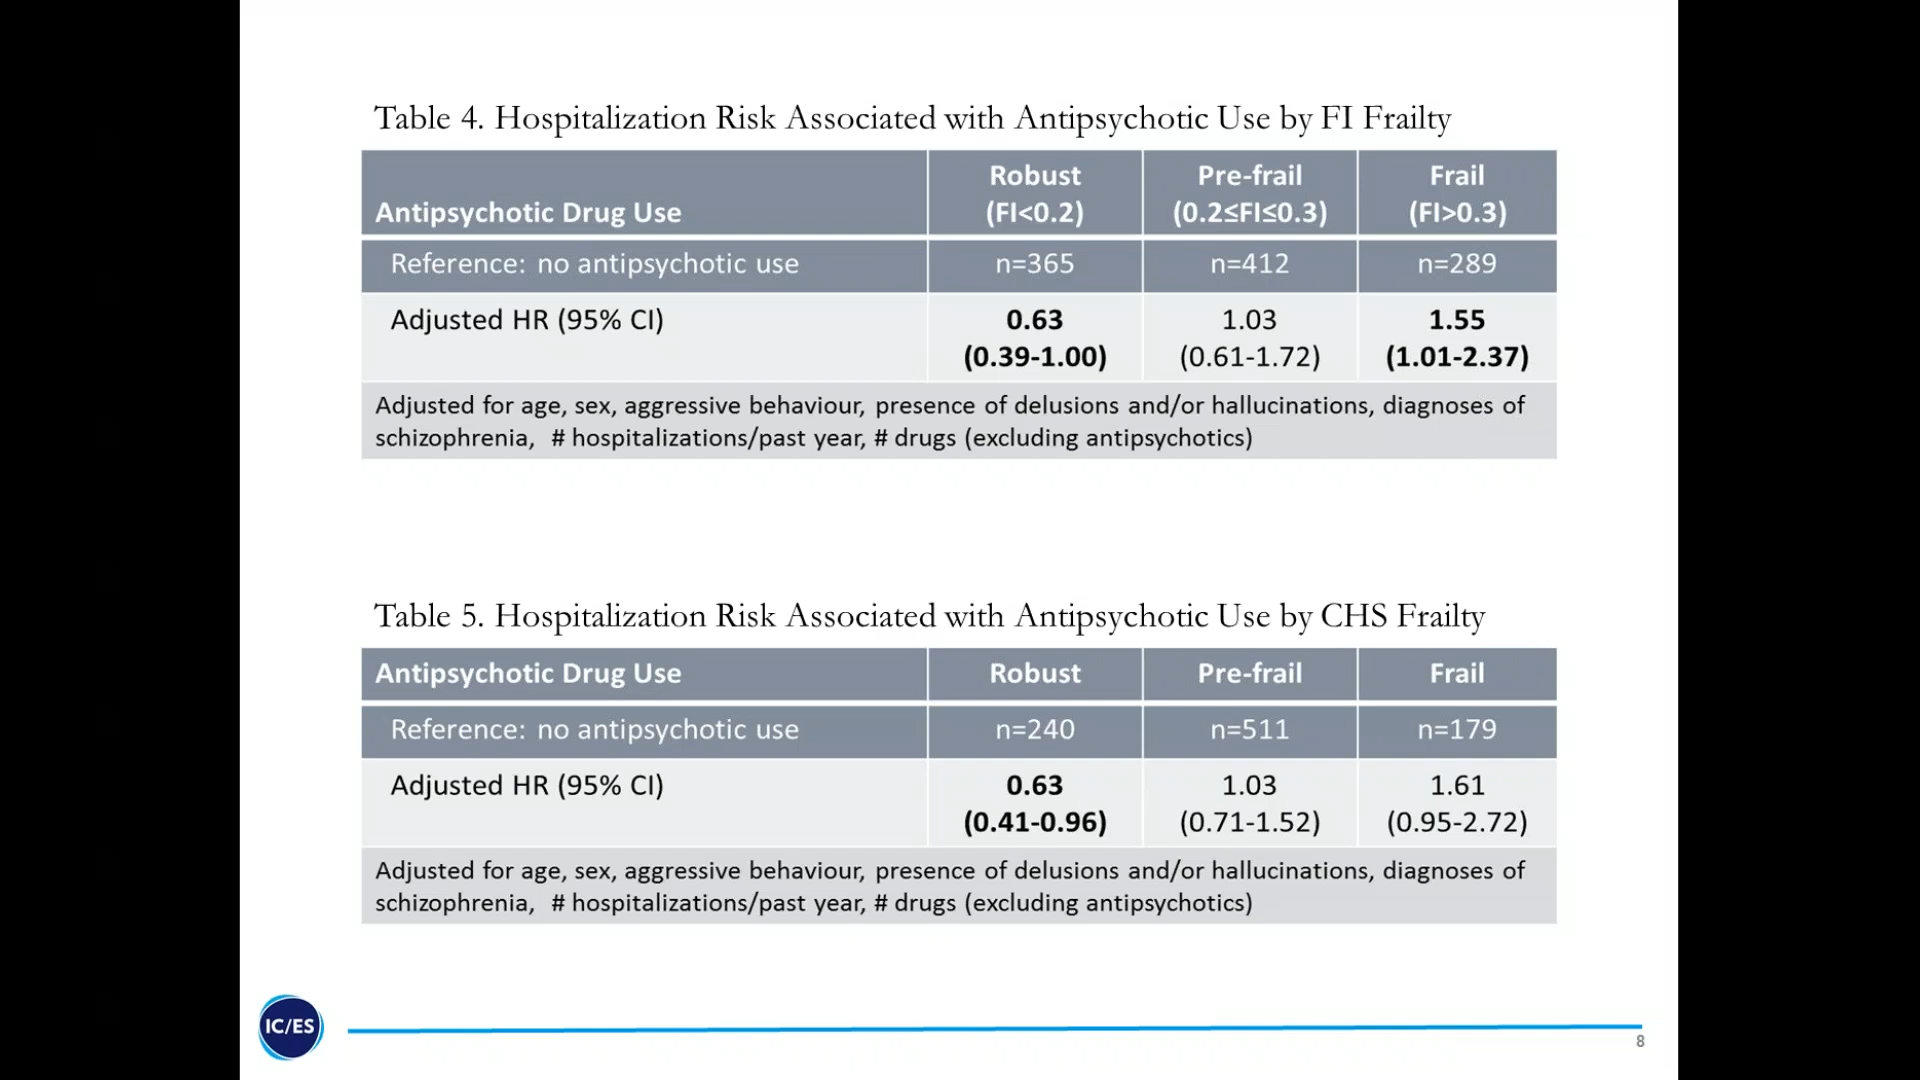 Table 4. Hospitalization Risk Associated with Antipsychotic Use by FI Frailty
Antipsychotic Drug Use
Robust
(FI<0.2)
Pre-frail
(0.2≤FI≤0.3)
Frail
(FI>0.3)
Reference: no antipsychotic use
n=365
n=412
n=289
Adjusted HR (95% CI)
0.63
(0.39-1.00)
1.03
(0.61-1.72)
1.55
(1.01-2.37)
Adjusted for age, sex, aggressive behaviour, presence of delusions and/or hallucinations, diagnoses of
schizophrenia, # hospitalizations/past year, # drugs (excluding antipsychotics)
Table 5. Hospitalization Risk Associated with Antipsychotic Use by CHS Frailty
Antipsychotic Drug Use
Robust
Pre-frail
Frail
Reference: no antipsychotic use
n=240
n=511
n=179
Adjusted HR (95% CI)
0.63
(0.41-0.96)
1.03
(0.71-1.52)
1.61
(0.95-2.72)
Adjusted for age, sex, aggressive behaviour, presence of delusions and/or hallucinations, diagnoses of
schizophrenia, # hospitalizations/past year, # drugs (excluding antipsychotics)
IC/ES
8